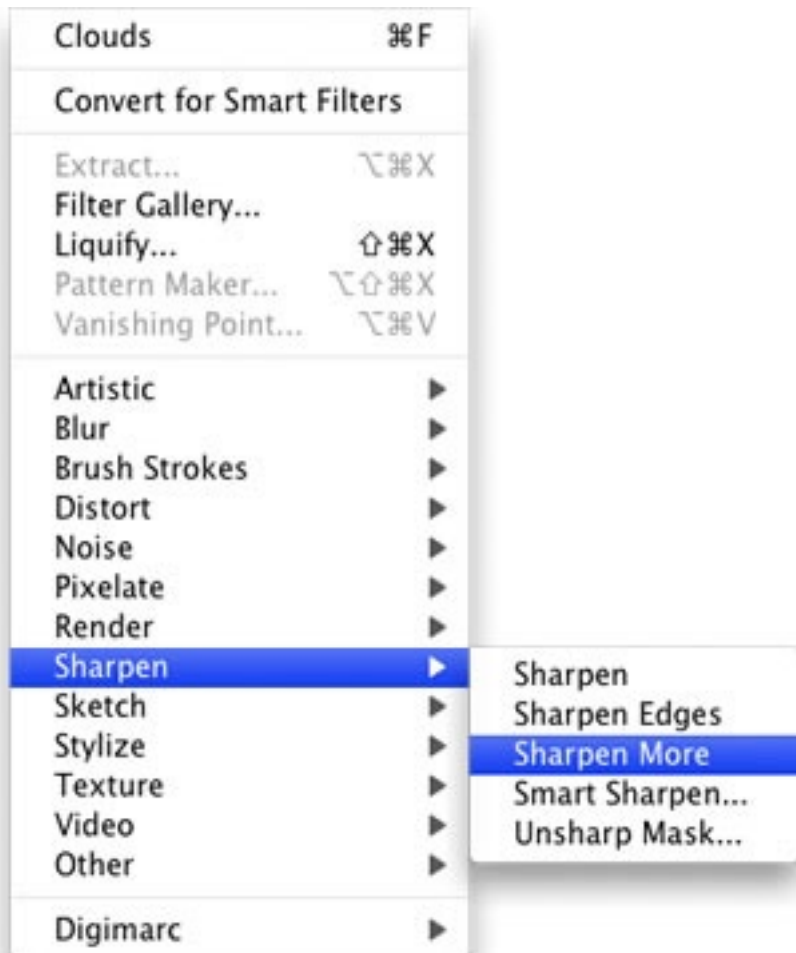 Clouds ⌘F
Convert for Smart Filters
Extract... ⌥⌘X
Filter Gallery...
Liquify... ⇧⌘X
Pattern Maker... ⌥⇧⌘X
Vanishing Point... ⌥⌘V
Artistic
Blur
Brush Strokes
Distort
Noise
Pixelate
Render
Sharpen
Sketch
Stylize
Texture
Video
Other
Digimarc
Sharpen
Sharpen Edges
Sharpen More
Smart Sharpen...
Unsharp Mask...